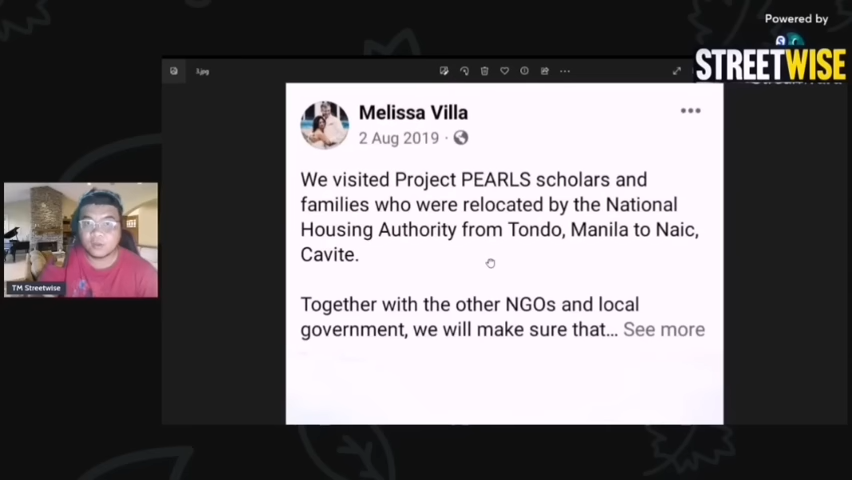 Powered by
STREETWISE
3.jpg
Melissa Villa
2 Aug 2019 ·
We visited Project PEARLS scholars and
families who were relocated by the National
Housing Authority from Tondo, Manila to Naic,
Cavite.
Together with the other NGOs and local
government, we will make sure that... See more
TM Streetwise